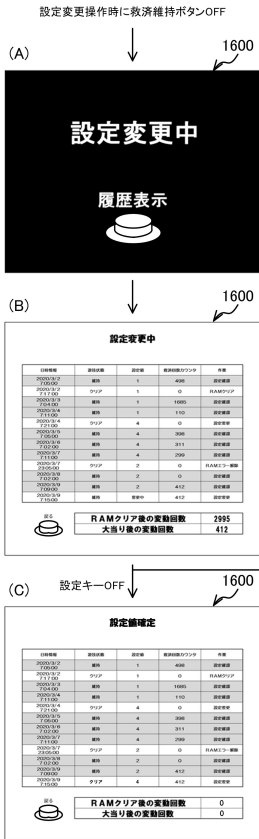 設定変更操作時に救済維持ボタンOFF
(A)
1600
設定変更中
履歴表示
(B)
1600
設定変更中
日時情報 遊技状態 設定値 救済回数カウンタ 作業
2020/3/2 7:05:00 維持 1 498 設定確認
2020/3/2 7:17:00 クリア 1 0 RAMクリア
2020/3/3 7:04:00 維持 1 1685 設定確認
2020/3/4 7:11:00 維持 1 110 設定確認
2020/3/4 7:21:00 クリア 4 0 設定変更
2020/3/5 7:05:00 維持 4 398 設定確認
2020/3/6 7:02:00 維持 4 311 設定確認
2020/3/7 7:11:00 維持 4 299 設定確認
2020/3/7 23:05:00 クリア 2 0 RAMエラー解除
2020/3/8 7:02:00 維持 2 0 設定確認
2020/3/9 7:09:00 維持 2 412 設定確認
2020/3/9 7:15:00 維持 変更中 412 設定変更
戻る
RAMクリア後の変動回数 2995
大当り後の変動回数 412
設定キーOFF
(C)
1600
設定値確定
日時情報 遊技状態 設定値 救済回数カウンタ 作業
2020/3/2 7:05:00 維持 1 498 設定確認
2020/3/2 7:17:00 クリア 1 0 RAMクリア
2020/3/3 7:04:00 維持 1 1685 設定確認
2020/3/4 7:11:00 維持 1 110 設定確認
2020/3/4 7:21:00 クリア 4 0 設定変更
2020/3/5 7:05:00 維持 4 398 設定確認
2020/3/6 7:02:00 維持 4 311 設定確認
2020/3/7 7:11:00 維持 4 299 設定確認
2020/3/7 23:05:00 クリア 2 0 RAMエラー解除
2020/3/8 7:02:00 維持 2 0 設定確認
2020/3/9 7:09:00 維持 2 412 設定確認
2020/3/9 7:15:00 クリア 4 412 設定変更
戻る
RAMクリア後の変動回数 0
大当り後の変動回数 0